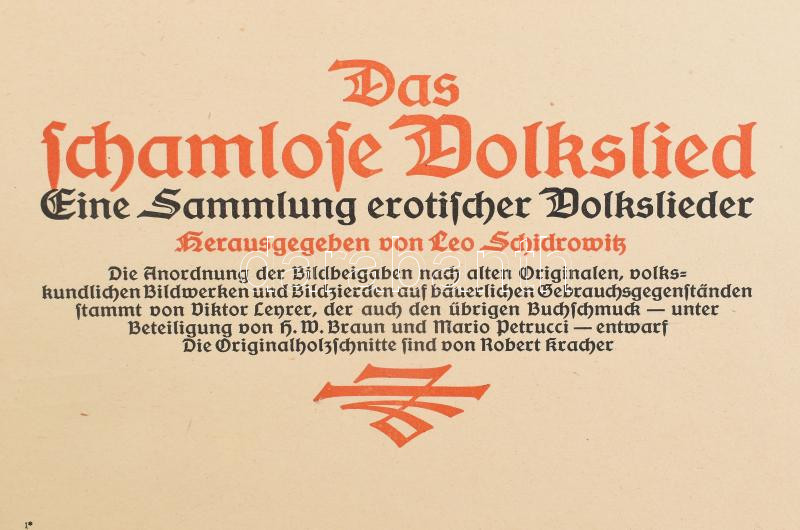 Das
schamlose Volkslied
Eine Sammlung erotischer Volkslieder
Herausgegeben von Leo Schidrowitz
Die Anordnung der Bildbeigaben nach alten Originalen, volks-
kundlichen Bildwerken und Bildzierden auf bäuerlichen Gebrauchsgegenständen
stammt von Viktor Leyrer, der auch den übrigen Buchschmuck — unter
Beteiligung von H. W. Braun und Mario Petrucci — entwarf
Die Originalholzschnitte sind von Robert Kracher
darabanth
1*